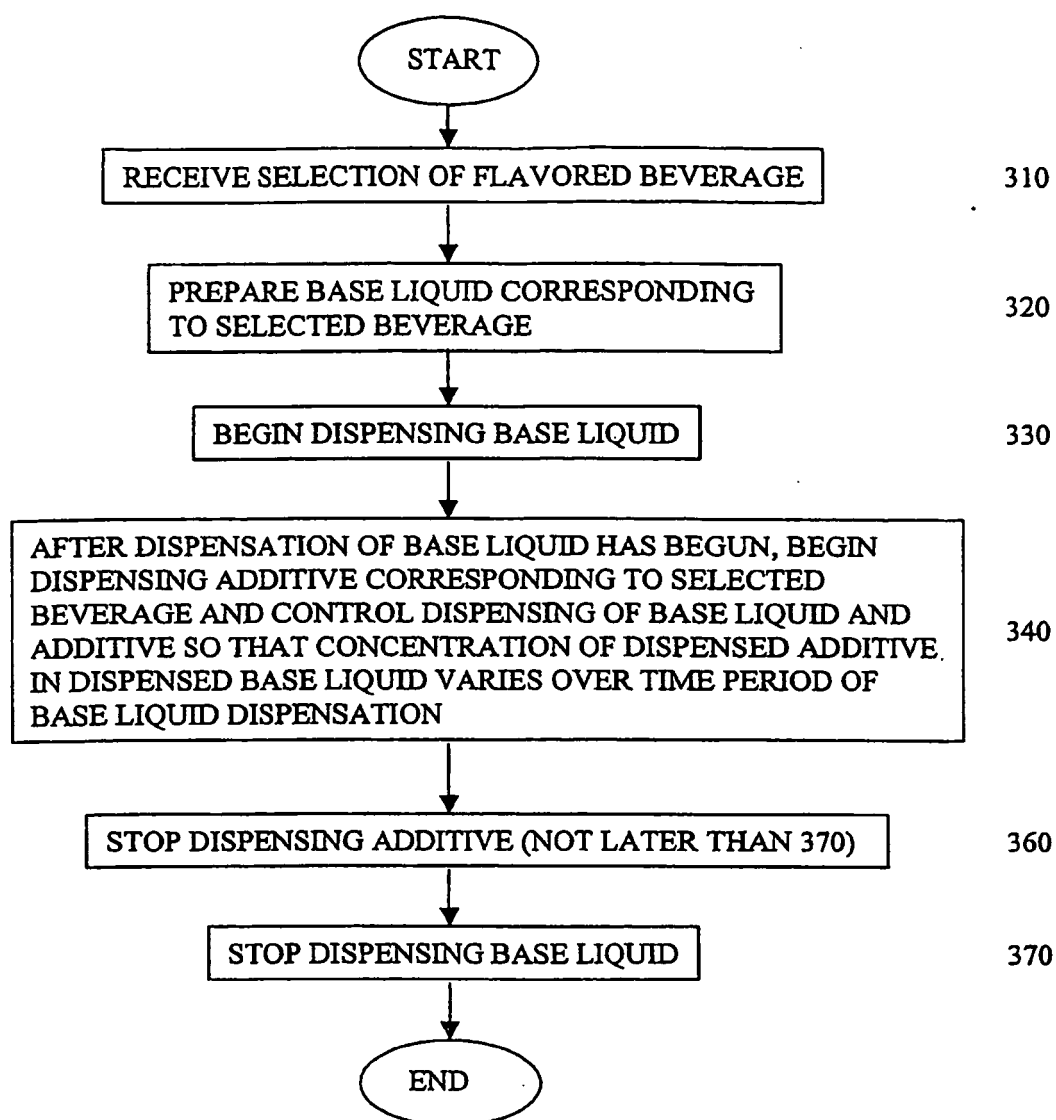 START
RECEIVE SELECTION OF FLAVORED BEVERAGE
310
PREPARE BASE LIQUID CORRESPONDING
TO SELECTED BEVERAGE
320
BEGIN DISPENSING BASE LIQUID
330
AFTER DISPENSATION OF BASE LIQUID HAS BEGUN, BEGIN
DISPENSING ADDITIVE CORRESPONDING TO SELECTED
BEVERAGE AND CONTROL DISPENSING OF BASE LIQUID AND
ADDITIVE SO THAT CONCENTRATION OF DISPENSED ADDITIVE
IN DISPENSED BASE LIQUID VARIES OVER TIME PERIOD OF
BASE LIQUID DISPENSATION
340
STOP DISPENSING ADDITIVE (NOT LATER THAN 370)
360
STOP DISPENSING BASE LIQUID
370
END